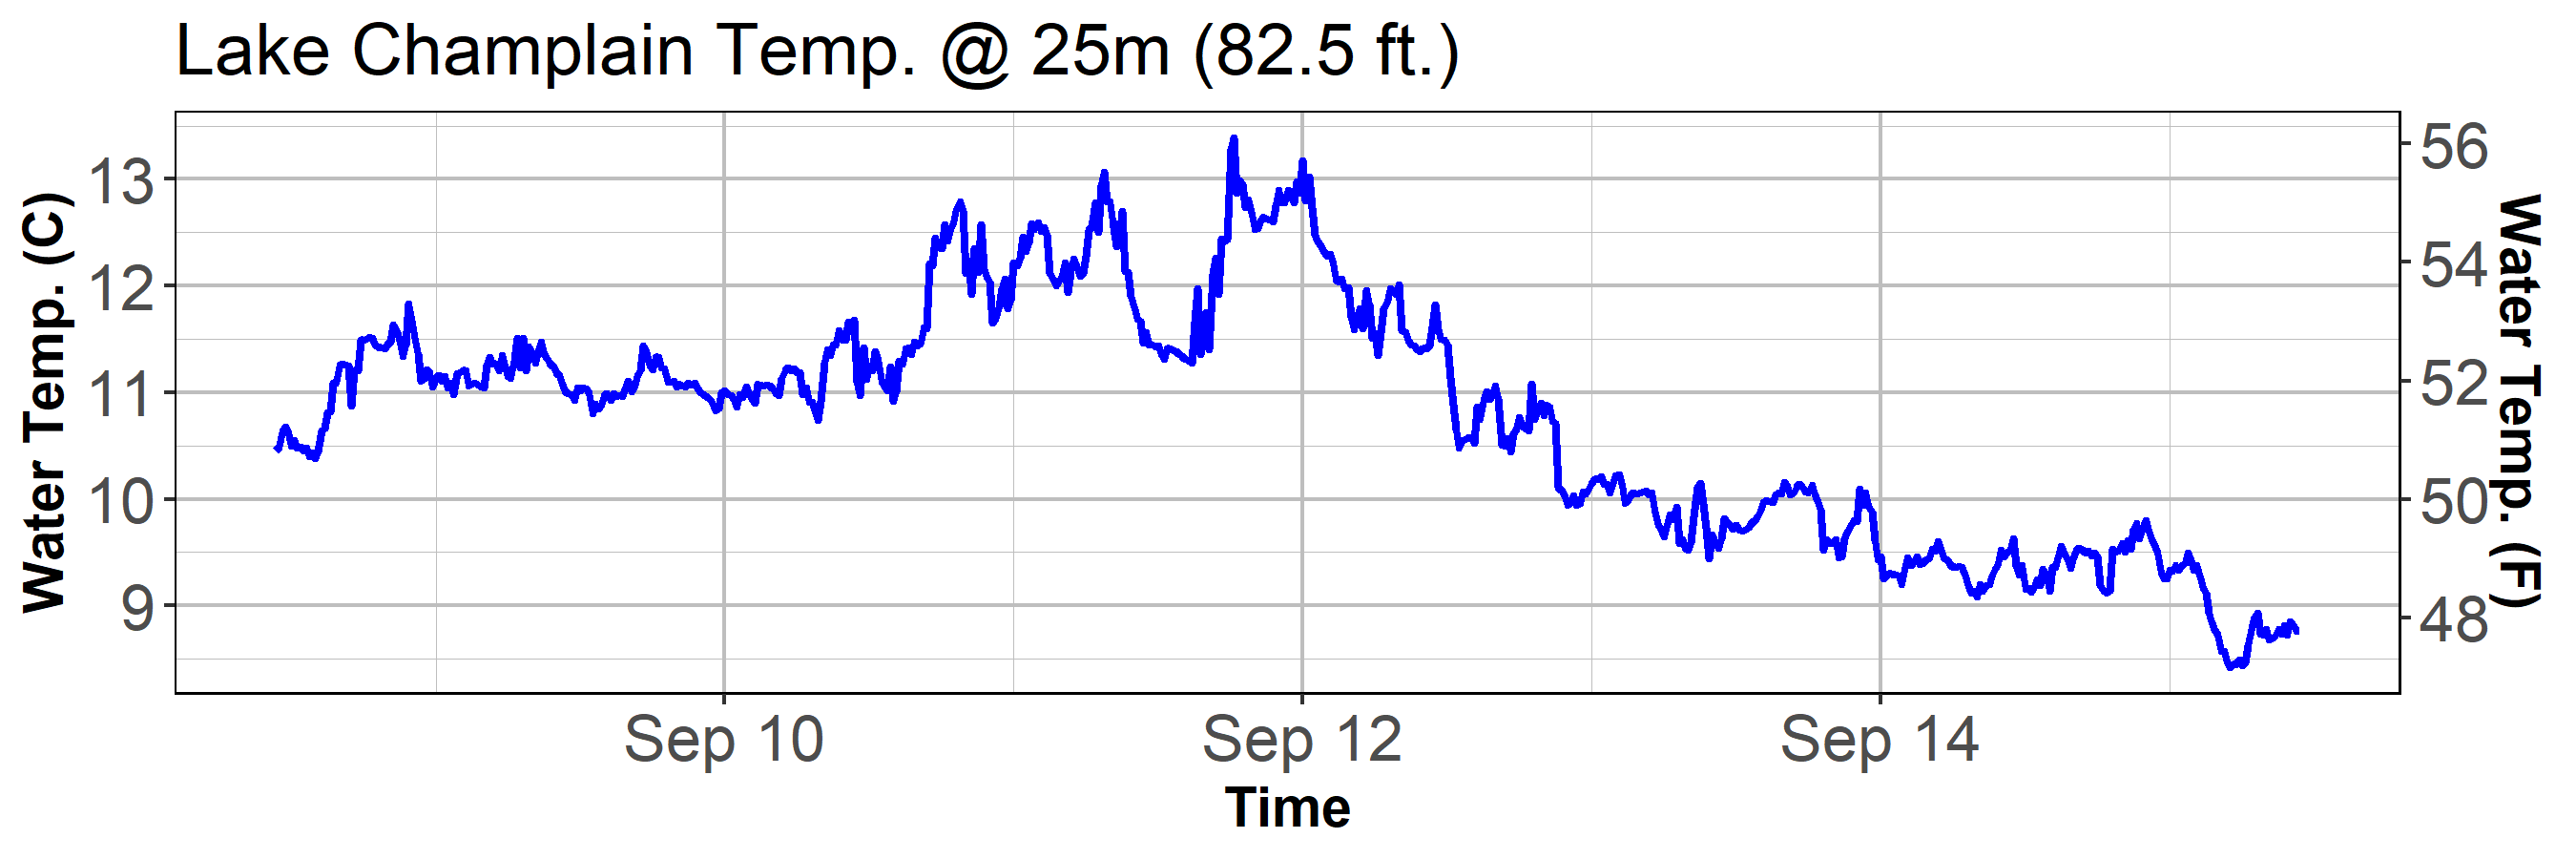 Lake Champlain Temp. @ 25m (82.5 ft.)
Water Temp. (C)
13
12
11
10
9
56
54
52
50
48
Water Temp. (F)
Sep 10 Sep 12 Sep 14
Time